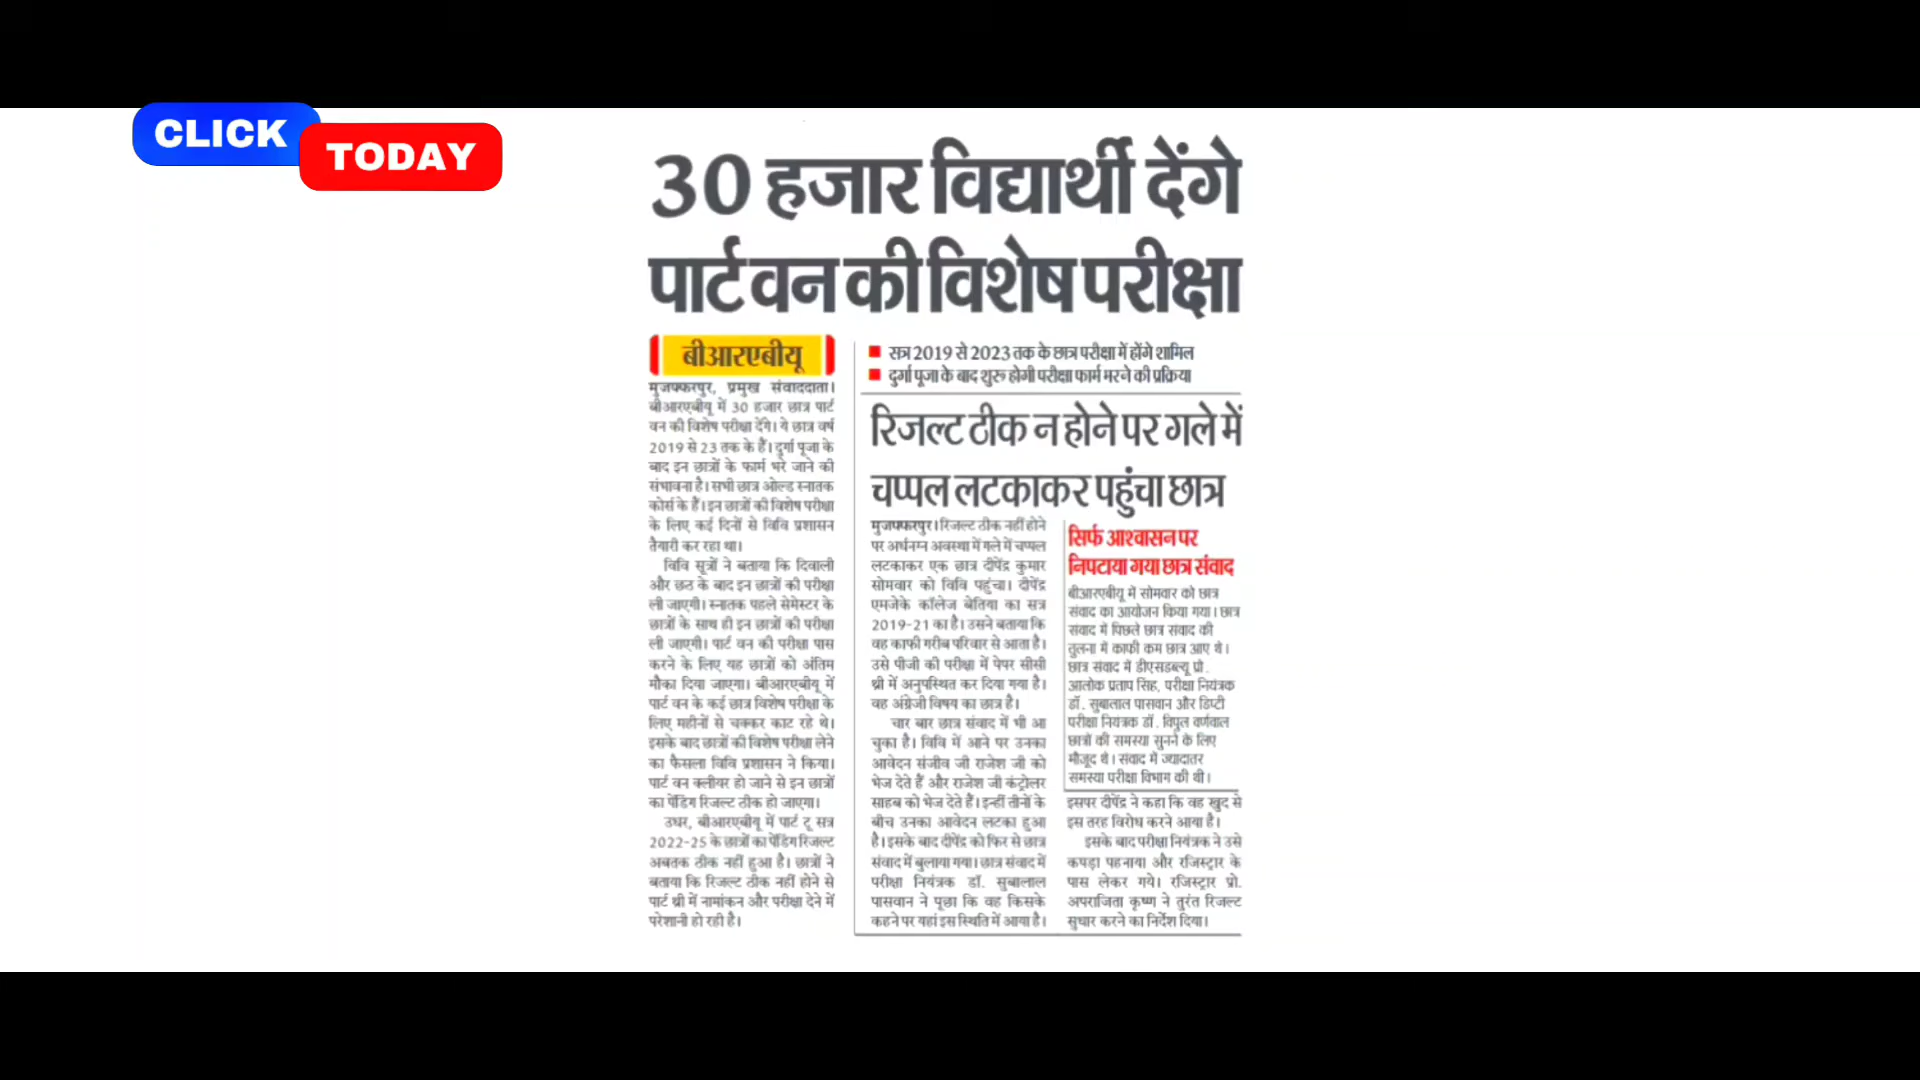 CLICK
TODAY
30 हजार विद्यार्थी देंगे
पार्ट वन की विशेष परीक्षा
बीआरएबीयू
मुजफ्फरपुर, प्रमुख संवाददाता।
बीआरएबीयू में 30 हजार छात्र पार्ट
वन की विशेष परीक्षा देंगे। ये छात्र वर्ष
2019 से 23 तक के हैं। दुर्गा पूजा के
बाद इन छात्रों के फार्म भरे जाने की
संभावना है। सभी छात्र ओल्ड स्नातक
कोर्स के हैं। इन छात्रों की विशेष परीक्षा
के लिए कई दिनों से विवि प्रशासन
तैयारी कर रहा था।
विवि सूत्रों ने बताया कि दिवाली
और छठ के बाद इन छात्रों की परीक्षा
ली जाएगी। स्नातक पहले सेमेस्टर के
छात्रों के साथ ही इन छात्रों की परीक्षा
ली जाएगी। पार्ट वन की परीक्षा पास
करने के लिए यह छात्रों को अंतिम
मौका दिया जाएगा। बीआरएबीयू में
पार्ट वन के कई छात्र विशेष परीक्षा के
लिए महीनों से चक्कर काट रहे थे।
इसके बाद छात्रों की विशेष परीक्षा लेने
का फैसला विवि प्रशासन ने किया।
पार्ट वन क्लीयर हो जाने से इन छात्रों
का पेंडिंग रिजल्ट ठीक हो जाएगा।
उधर, बीआरएबीयू में पार्ट टू सत्र
2022-25 के छात्रों का पेंडिंग रिजल्ट
अबतक ठीक नहीं हुआ है। छात्रों ने
बताया कि रिजल्ट ठीक नहीं होने से
पार्ट थ्री में नामांकन और परीक्षा देने में
परेशानी हो रही है।
सत्र 2019 से 2023 तक के छात्र परीक्षा में होंगे शामिल
दुर्गा पूजा के बाद शुरू होगी परीक्षा फार्म भरने की प्रक्रिया
रिजल्ट ठीक न होने पर गले में
चप्पल लटकाकर पहुंचा छात्र
मुजफ्फरपुर। रिजल्ट ठीक नहीं होने
पर अर्धनग्न अवस्था में गले में चप्पल
लटकाकर एक छात्र दीपेंद्र कुमार
सोमवार को विवि पहुंचा। दीपेंद्र
एमजेके कॉलेज बेतिया का सत्र
2019-21 का है। उसने बताया कि
वह काफी गरीब परिवार से आता है।
उसे पीजी की परीक्षा में पेपर सीसी
थ्री में अनुपस्थित कर दिया गया है।
वह अंग्रेजी विषय का छात्र है।
चार बार छात्र संवाद में भी आ
चुका है। विवि में आने पर उनका
आवेदन संजीव जी राजेश जी को
भेज देते हैं और राजेश जी कंट्रोलर
साहब को भेज देते हैं। इन्हीं तीनों के
बीच उनका आवेदन लटका हुआ
है। इसके बाद दीपेंद्र को फिर से छात्र
संवाद में बुलाया गया। छात्र संवाद में
परीक्षा नियंत्रक डॉ. सुबालाल
पासवान ने पूछा कि वह किसके
कहने पर यहां इस स्थिति में आया है।
सिर्फ आश्वासन पर
निपटाया गया छात्र संवाद
बीआरएबीयू में सोमवार को छात्र
संवाद का आयोजन किया गया। छात्र
संवाद में पिछले छात्र संवाद की
तुलना में काफी कम छात्र आए थे।
छात्र संवाद में डीएसडब्ल्यू प्रो.
आलोक प्रताप सिंह, परीक्षा नियंत्रक
डॉ. सुबालाल पासवान और डिप्टी
परीक्षा नियंत्रक डॉ. विपुल वर्णवाल
छात्रों की समस्या सुनने के लिए
मौजूद थे। संवाद में ज्यादातर
समस्या परीक्षा विभाग की थी।
इसपर दीपेंद्र ने कहा कि वह खुद से
इस तरह विरोध करने आया है।
इसके बाद परीक्षा नियंत्रक ने उसे
कपड़ा पहनाया और रजिस्ट्रार के
पास लेकर गये। रजिस्ट्रार प्रो.
अपराजिता कृष्ण ने तुरंत रिजल्ट
सुधार करने का निर्देश दिया।